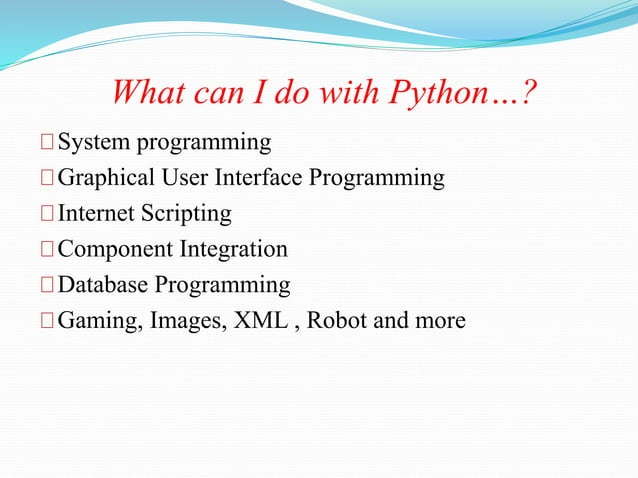 What can I do with Python…?
System programming
Graphical User Interface Programming
Internet Scripting
Component Integration
Database Programming
Gaming, Images, XML , Robot and more